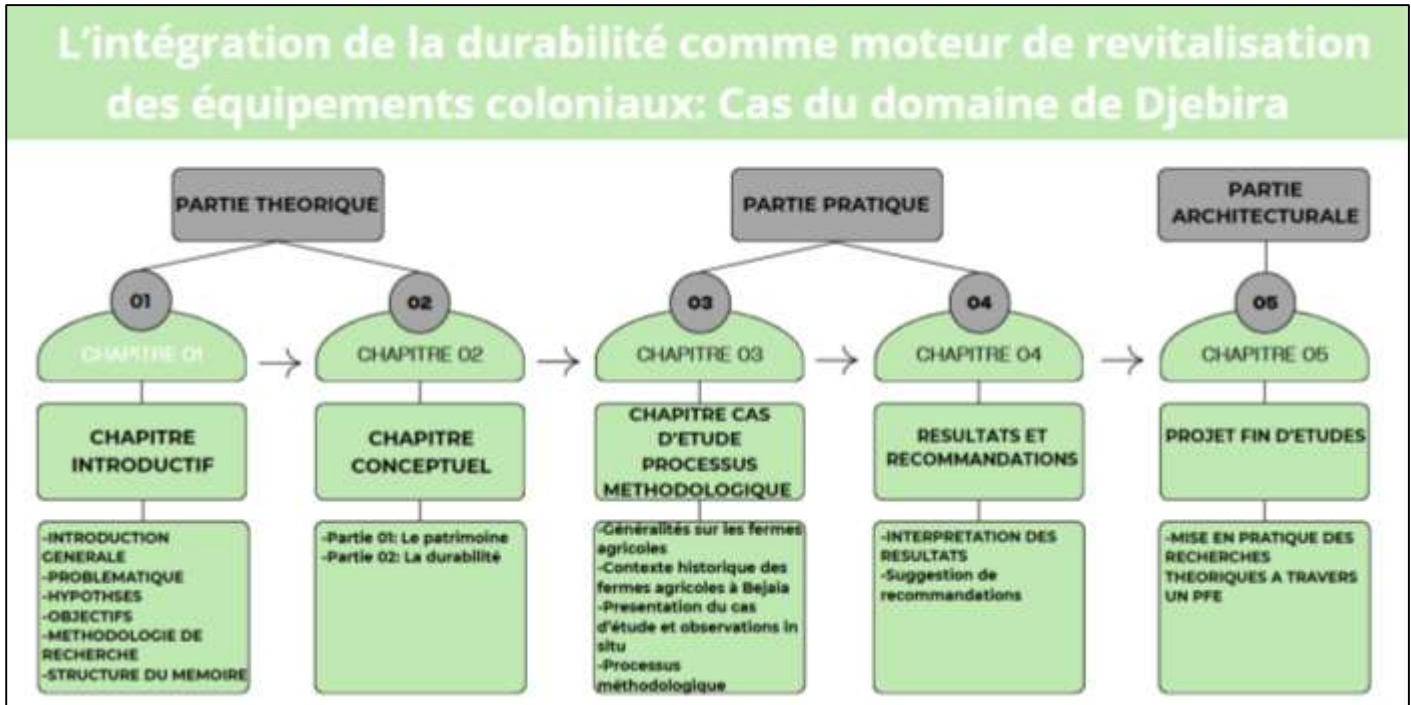 L'intégration de la durabilité comme moteur de revitalisation
des équipements coloniaux: Cas du domaine de Djebira
PARTIE THEORIQUE
PARTIE PRATIQUE
PARTIE
ARCHITECTURALE
01
02
03
04
05
CHAPITRE 01
CHAPITRE 02
CHAPITRE 03
CHAPITRE 04
CHAPITRE 05
CHAPITRE
INTRODUCTIF
CHAPITRE
CONCEPTUEL
CHAPITRE CAS
D'ETUDE
PROCESSUS
METHODOLOGIQUE
RESULTATS ET
RECOMMANDATIONS
PROJET FIN D'ETUDES
-INTRODUCTION
GENERALE
-PROBLEMATIQUE
-HYPOTHSES
-OBJECTIFS
-METHODOLOGIE DE
RECHERCHE
-STRUCTURE DU MEMOIRE
-Partie 01: Le patrimoine
-Partie 02: La durabilité
-Généralités sur les fermes
agricoles
-Contexte historique des
fermes agricoles à Bejaia
-Presentation du cas
d'étude et observations in
situ
-Processus
méthodologique
-INTERPRETATION DES
RESULTATS
-Suggestion de
recommandations
-MISE EN PRATIQUE DES
RECHERCHES
THEORIQUES A TRAVERS
UN PFE